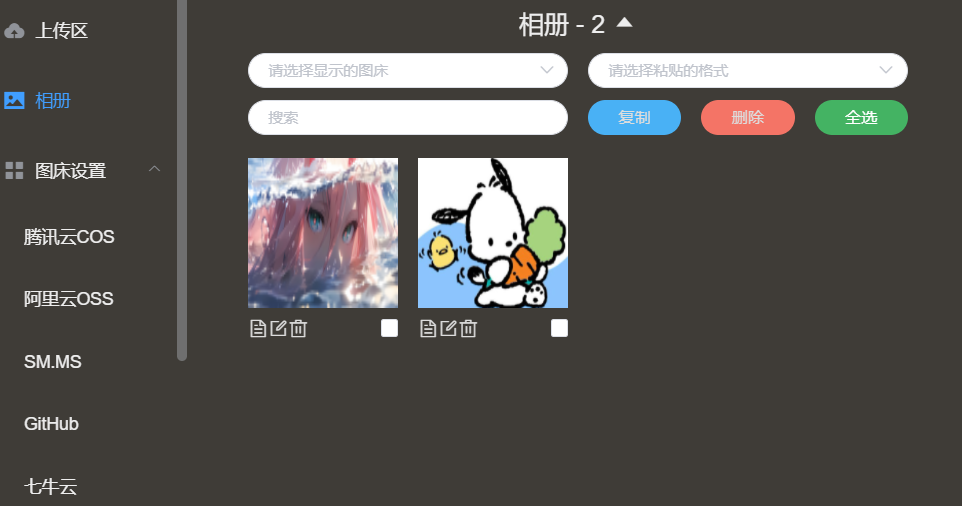 上传区
相册
图床设置
腾讯云COS
阿里云OSS
SM.MS
GitHub
七牛云
相册 - 2
请选择显示的图床
请选择粘贴的格式
搜索
复制
删除
全选